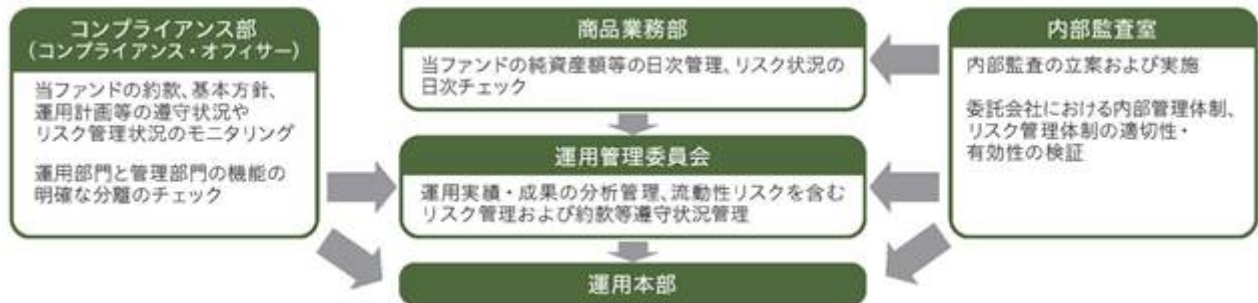 コンプライアンス部
(コンプライアンス・オフィサー)
当ファンドの約款、基本方針、
運用計画等の遵守状況や
リスク管理状況のモニタリング
運用部門と管理部門の機能の
明確な分離のチェック
商品業務部
当ファンドの純資産額等の日次管理、リスク状況の
日次チェック
運用管理委員会
運用実績・成果の分析管理、流動性リスクを含む
リスク管理および約款等遵守状況管理
運用本部
内部監査室
内部監査の立案および実施
委託会社における内部管理体制、
リスク管理体制の適切性・
有効性の検証